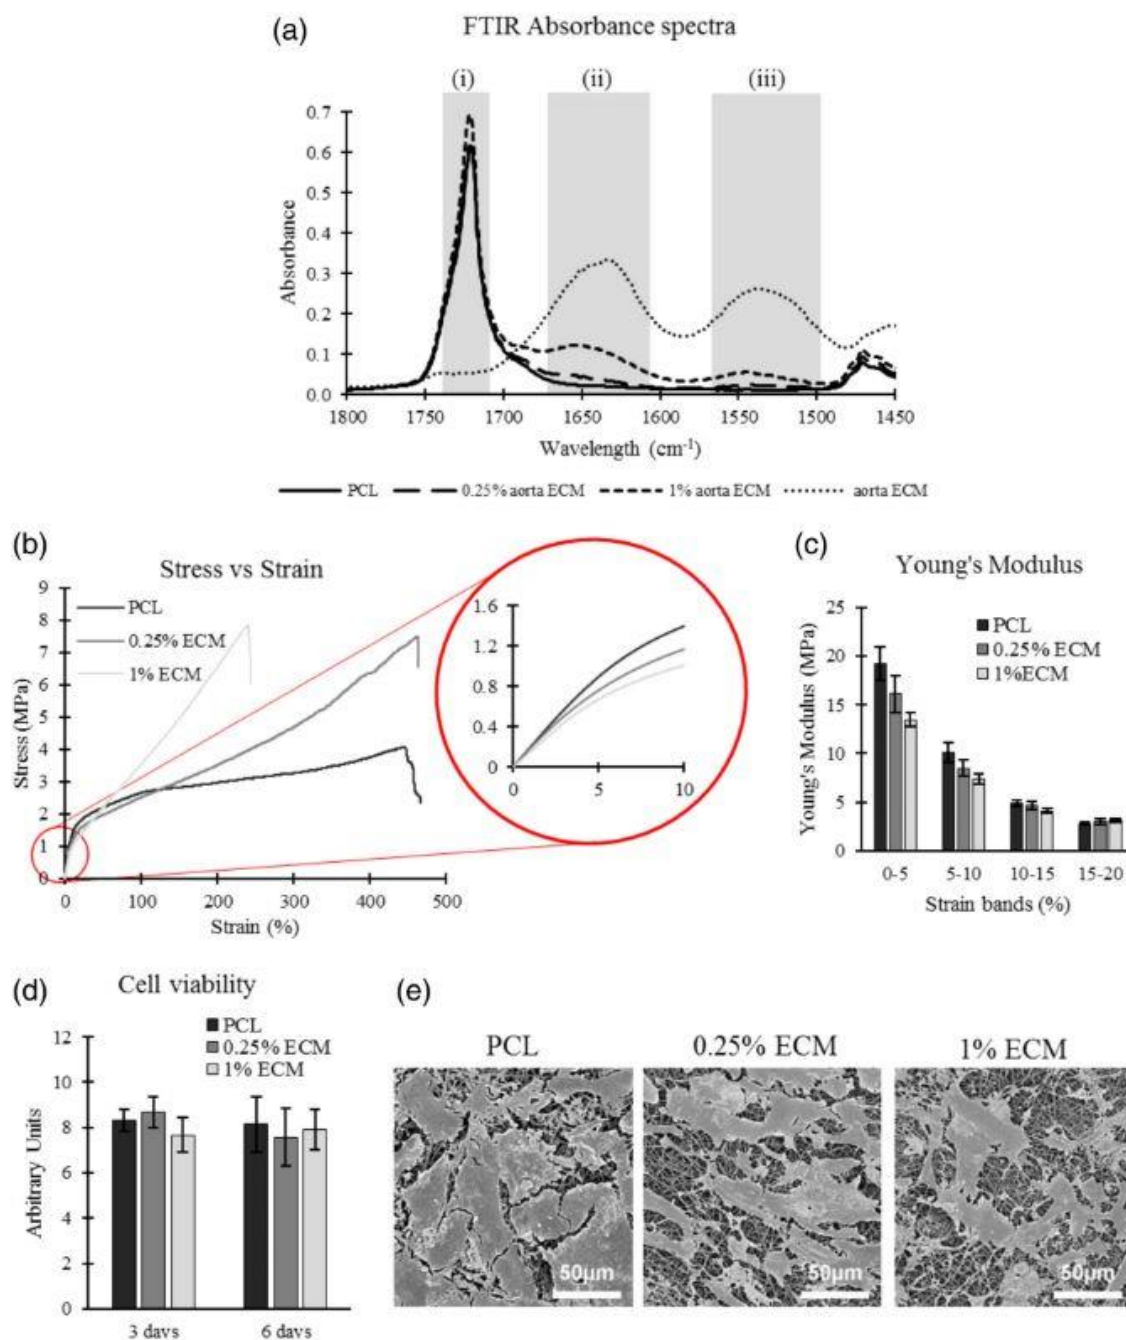 (a) FTIR Absorbance spectra
(i) (ii) (iii)
0.7
0.6
0.5
0.4
0.3
0.2
0.1
0.0
Absorbance
1800 1750 1700 1650 1600 1550 1500 1450
Wavelength (cm-1)
PCL 0.25% aorta ECM 1% aorta ECM aorta ECM
(b) Stress vs Strain
9
8
7
6
5
4
3
2
1
0
Stress (MPa)
PCL
0.25% ECM
1% ECM
0 100 200 300 400 500
Strain (%)
1.6
1.2
0.8
0.4
0
0 5 10
(c) Young's Modulus
25
20
15
10
5
0
Young's Modulus (MPa)
PCL
0.25% ECM
1%ECM
0-5 5-10 10-15 15-20
Strain bands (%)
(d) Cell viability
12
10
8
6
4
2
0
Arbitrary Units
PCL
0.25% ECM
1% ECM
3 days 6 days
(e)
PCL 0.25% ECM 1% ECM
50µm 50µm 50µm